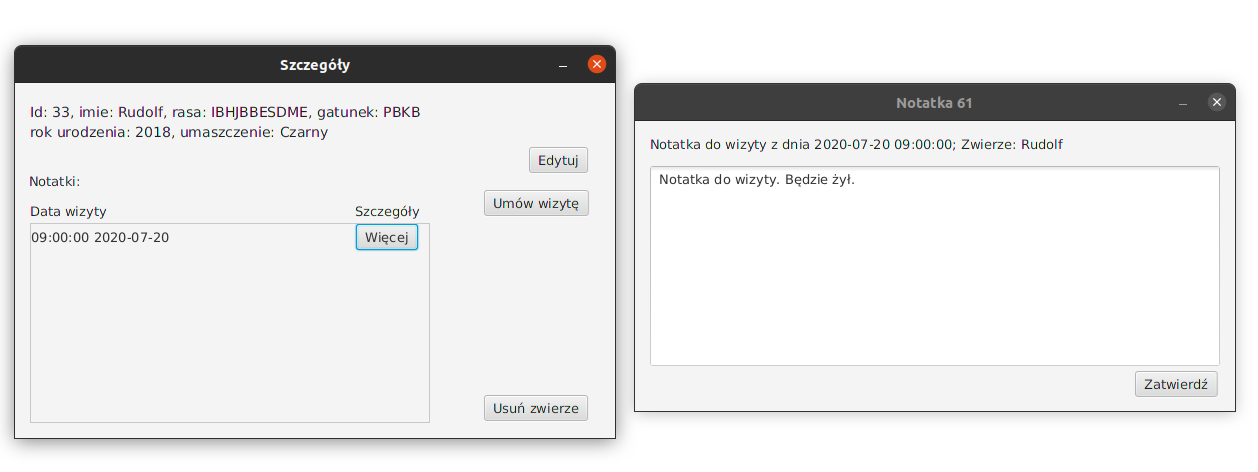 Szczegóły
Id: 33, imie: Rudolf, rasa: IBHJBBESDME, gatunek: PBKB
rok urodzenia: 2018, umaszczenie: Czarny
Edytuj
Notatki:
Umów wizytę
Data wizyty Szczegóły
09:00:00 2020-07-20 Więcej
Usuń zwierze
Notatka 61
Notatka do wizyty z dnia 2020-07-20 09:00:00; Zwierze: Rudolf
Notatka do wizyty. Będzie żył.
Zatwierdź